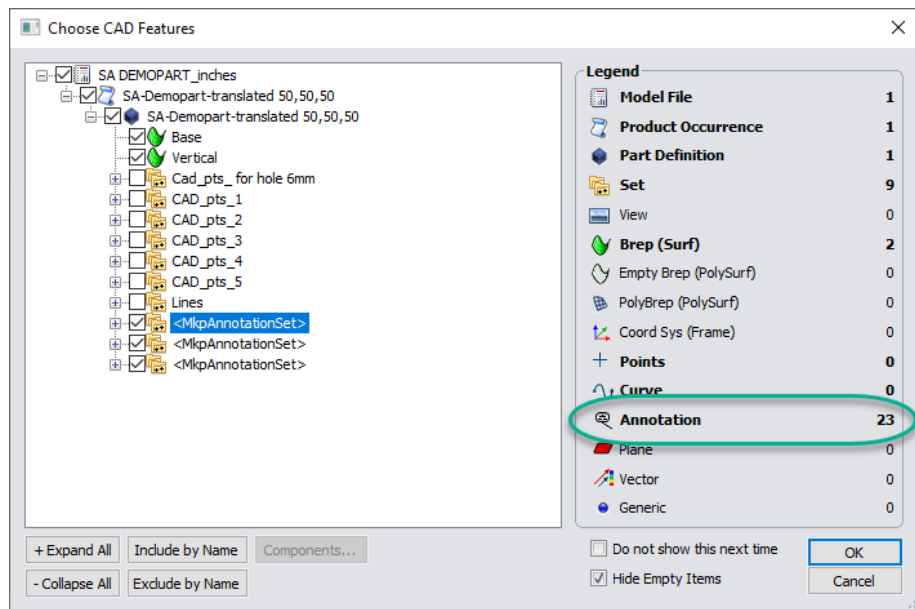 Choose CAD Features
SA DEMOPART_inches
SA-Demopart-translated 50,50,50
SA-Demopart-translated 50,50,50
Base
Vertical
Cad_pts_ for hole 6mm
CAD_pts_1
CAD_pts_2
CAD_pts_3
CAD_pts_4
CAD_pts_5
Lines
<MkpAnnotationSet>
<MkpAnnotationSet>
<MkpAnnotationSet>
Legend
Model File 1
Product Occurrence 1
Part Definition 1
Set 9
View 0
Brep (Surf) 2
Empty Brep (PolySurf) 0
PolyBrep (PolySurf) 0
Coord Sys (Frame) 0
Points 0
Curve 0
Annotation 23
Plane 0
Vector 0
Generic 0
+ Expand All Include by Name Components...
- Collapse All Exclude by Name
Do not show this next time OK
Hide Empty Items Cancel